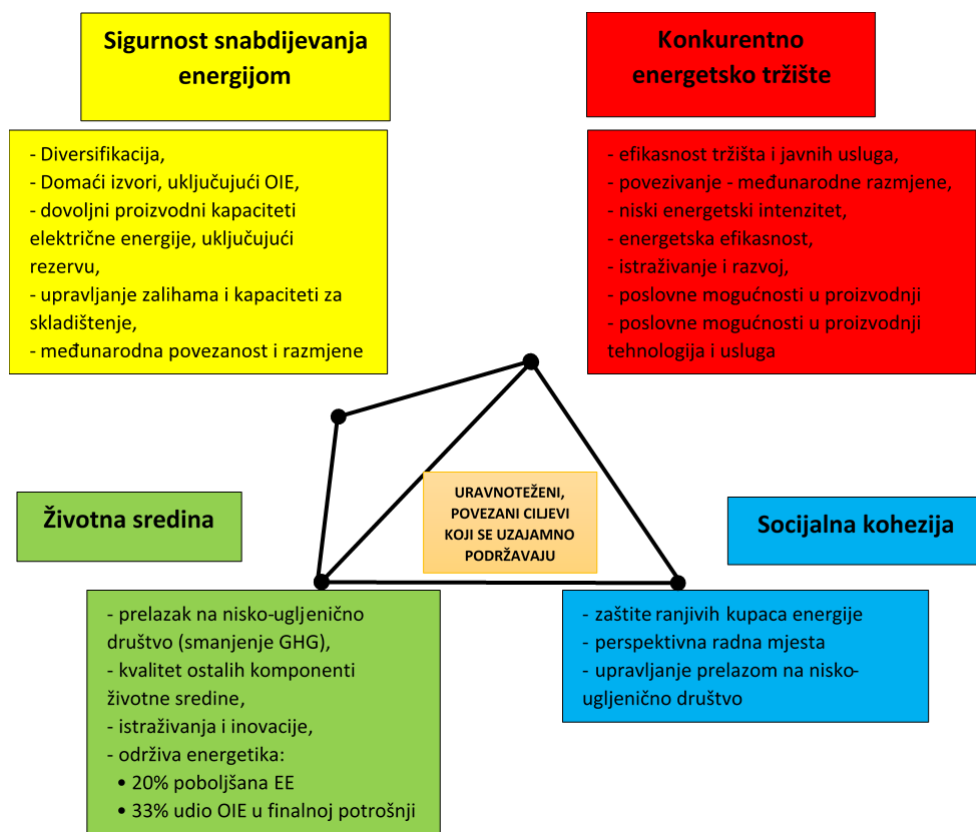 Sigurnost snabdijevanja
energijom
- Diversifikacija,
- Domaći izvori, uključujući OIE,
- dovoljni proizvodni kapaciteti
električne energije, uključujući
rezervu,
- upravljanje zalihama i kapaciteti za
skladištenje,
- međunarodna povezanost i razmjene
Konkurentno
energetsko tržište
- efikasnost tržišta i javnih usluga,
- povezivanje - međunarodne razmjene,
- niski energetski intenzitet,
- energetska efikasnost,
- istraživanje i razvoj,
- poslovne mogućnosti u proizvodnji
- poslovne mogućnosti u proizvodnji
tehnologija i usluga
URAVNOTEŽENI,
POVEZANI CILJEVI
KOJI SE UZAJAMNO
PODRŽAVAJU
Životna sredina
- prelazak na nisko-ugljenično
društvo (smanjenje GHG),
- kvalitet ostalih komponenti
životne sredine,
- istraživanja i inovacije,
- održiva energetika:
• 20% poboljšana EE
• 33% udio OIE u finalnoj potrošnji
Socijalna kohezija
- zaštite ranjivih kupaca energije
- perspektivna radna mjesta
- upravljanje prelazom na nisko-
ugljenično društvo